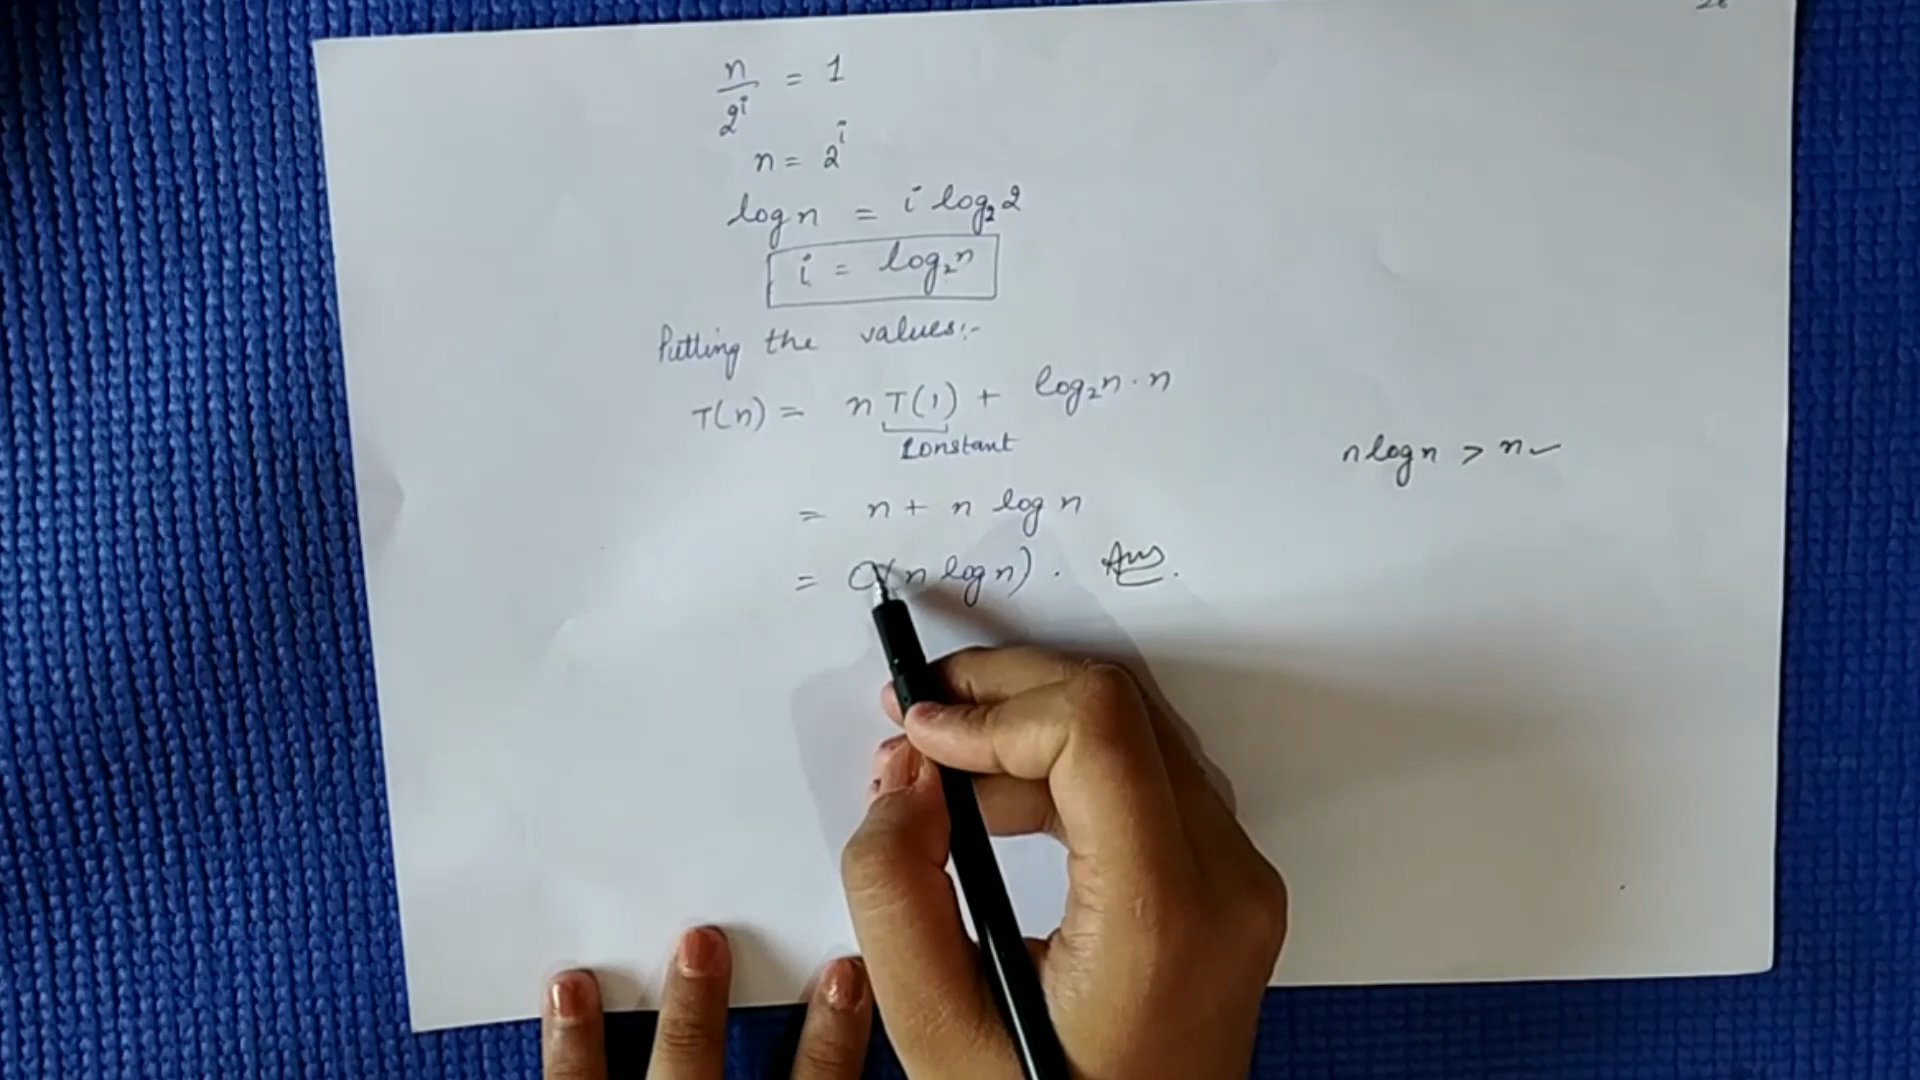 n/2^i = 1
n = 2^i
log n = i log₂2
i = log₂n
Putting the values:-
T(n) = n T(1) + log₂n · n
Constant
n log n > n ✓
= n + n log n
= O(n log n). Ans.